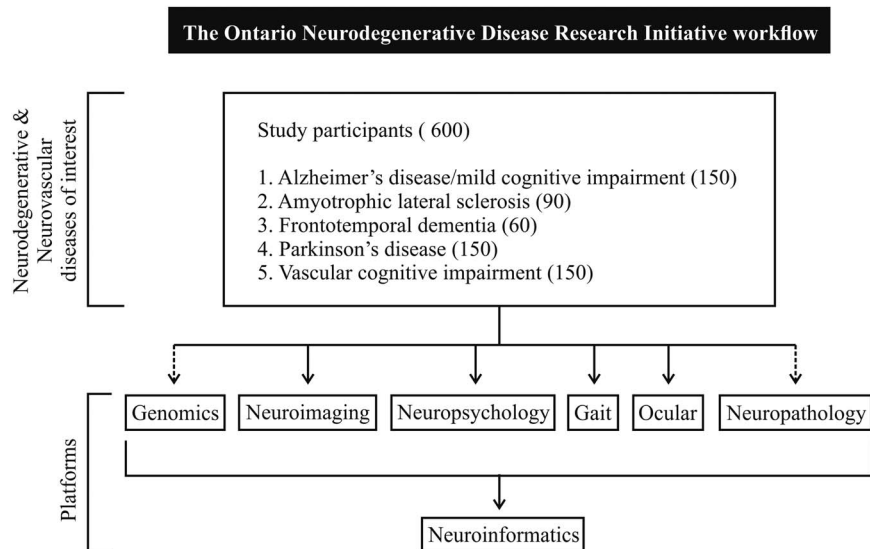 The Ontario Neurodegenerative Disease Research Initiative workflow
Neurodegenerative &
Neurovascular
diseases of interest
Study participants ( 600)
1. Alzheimer’s disease/mild cognitive impairment (150)
2. Amyotrophic lateral sclerosis (90)
3. Frontotemporal dementia (60)
4. Parkinson’s disease (150)
5. Vascular cognitive impairment (150)
Platforms
Genomics
Neuroimaging
Neuropsychology
Gait
Ocular
Neuropathology
Neuroinformatics